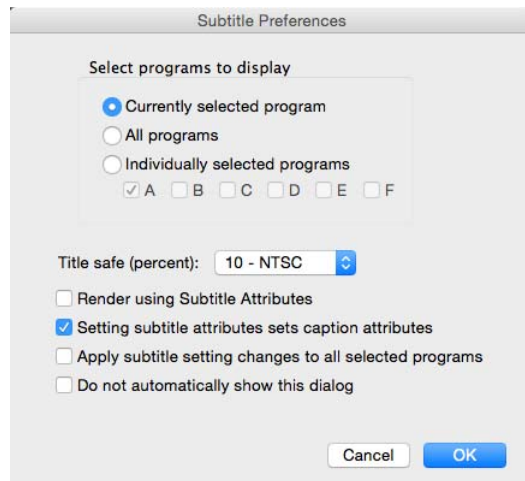 Subtitle Preferences
Select programs to display
Currently selected program
All programs
Individually selected programs
A B C D E F
Title safe (percent): 10 - NTSC
Render using Subtitle Attributes
Setting subtitle attributes sets caption attributes
Apply subtitle setting changes to all selected programs
Do not automatically show this dialog
Cancel OK